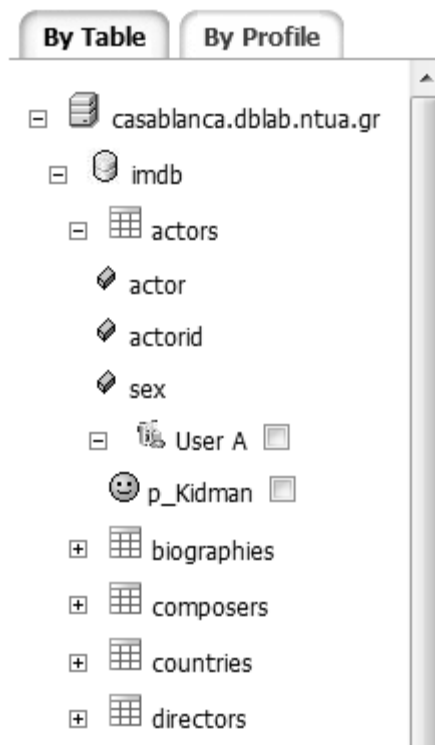 By Table By Profile
casablanca.dblab.ntua.gr
imdb
actors
actor
actorid
sex
User A
p_Kidman
biographies
composers
countries
directors